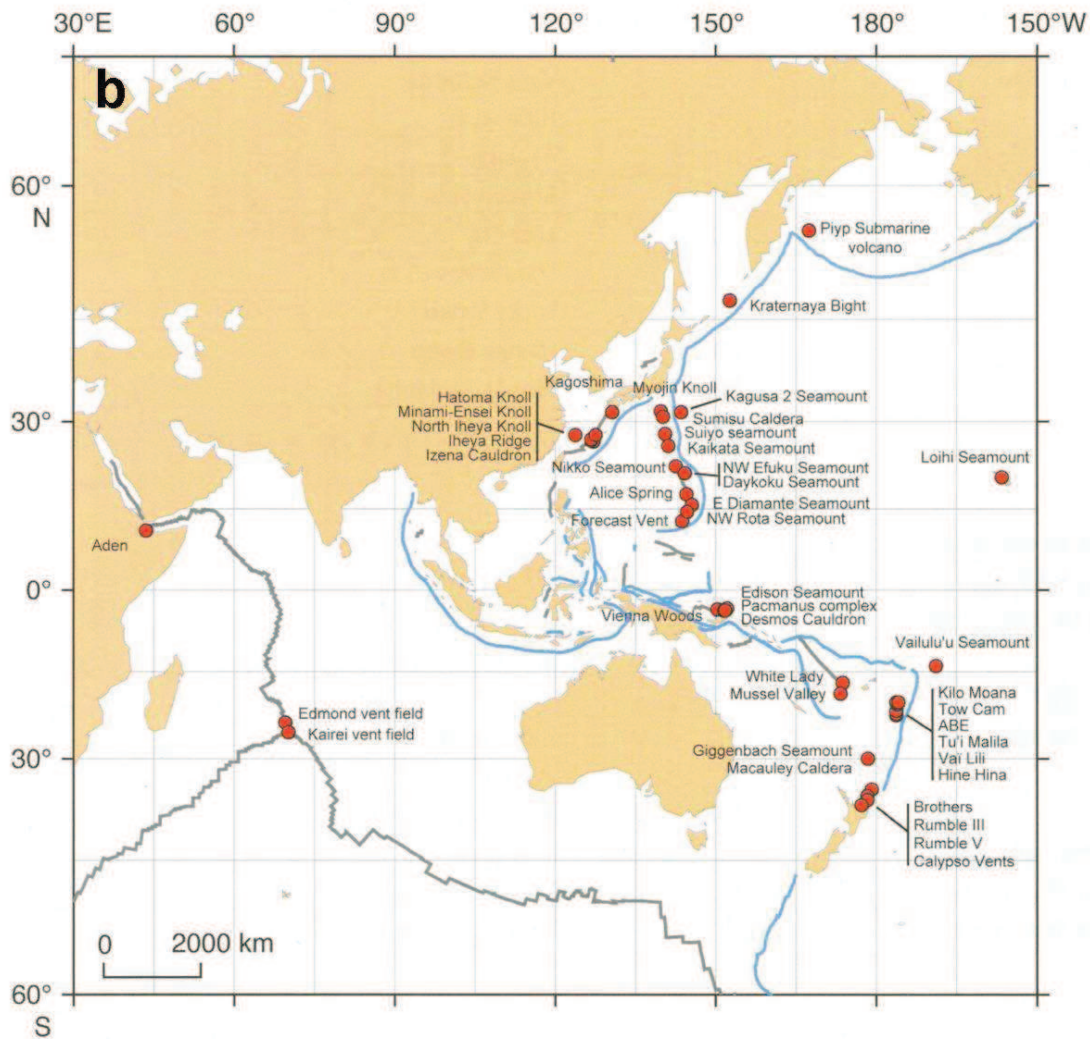 30°E 60° 90° 120° 150° 180° 150°W
b
60°
N
Piyp Submarine
volcano
Kraternaya Bight
Kagoshima
Myojin Knoll
Hatoma Knoll
Minami-Ensei Knoll
North Iheya Knoll
Iheya Ridge
Izena Cauldron
Kagusa 2 Seamount
30°
Sumisu Caldera
Suiyo seamount
Kaikata Seamount
Nikko Seamount
NW Efuku Seamount
Daykoku Seamount
Loihi Seamount
Alice Spring
E Diamante Seamount
Forecast Vent
NW Rota Seamount
Aden
0°
Edison Seamount
Pacmanus complex
Desmos Cauldron
Vienna Woods
Vailulu'u Seamount
White Lady
Mussel Valley
Kilo Moana
Tow Cam
ABE
Tu'i Malila
Vaï Lili
Hine Hina
Edmond vent field
Kairei vent field
30°
Giggenbach Seamount
Macauley Caldera
Brothers
Rumble III
Rumble V
Calypso Vents
0 2000 km
60°
S